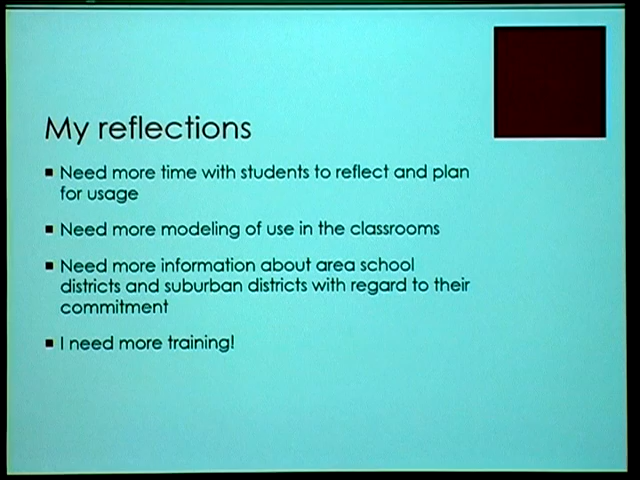 My reflections
▪ Need more time with students to reflect and plan
for usage
▪ Need more modeling of use in the classrooms
▪ Need more information about area school
districts and suburban districts with regard to their
commitment
▪ I need more training!